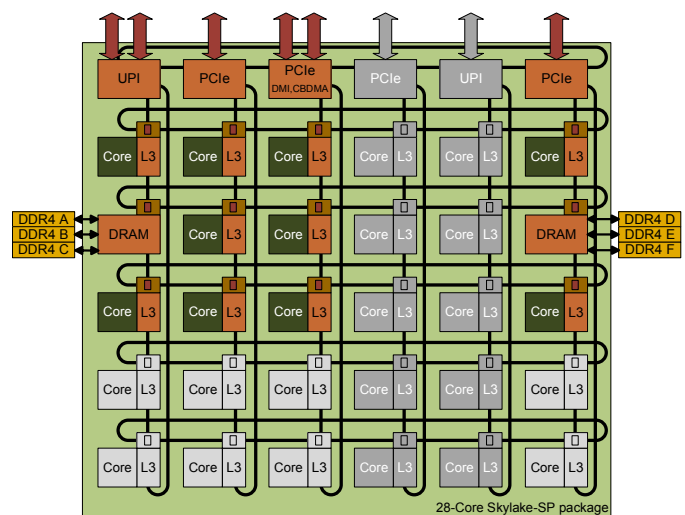 UPI PCIe PCIe PCIe UPI PCIe
DMI,CBDMA
Core L3 Core L3 Core L3 Core L3 Core L3 Core L3
DDR4 A DDR4 D
DDR4 B DRAM Core L3 Core L3 Core L3 Core L3 DRAM DDR4 E
DDR4 C DDR4 F
Core L3 Core L3 Core L3 Core L3 Core L3 Core L3
Core L3 Core L3 Core L3 Core L3 Core L3 Core L3
Core L3 Core L3 Core L3 Core L3 Core L3 Core L3
28-Core Skylake-SP package